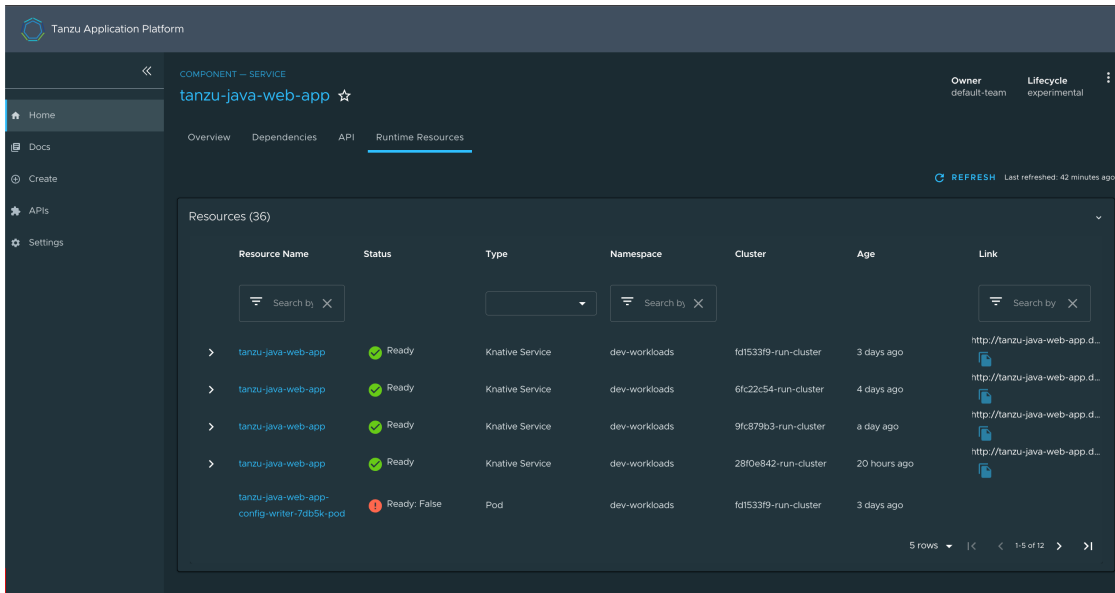 Tanzu Application Platform
COMPONENT — SERVICE
tanzu-java-web-app
Owner
default-team
Lifecycle
experimental
Home
Docs
Create
APIs
Settings
Overview Dependencies API Runtime Resources
REFRESH Last refreshed: 42 minutes ago
Resources (36)
Resource Name Status Type Namespace Cluster Age Link
Search by Search by Search by
tanzu-java-web-app Ready Knative Service dev-workloads fd1533f9-run-cluster 3 days ago http://tanzu-java-web-app.d...
tanzu-java-web-app Ready Knative Service dev-workloads 6fc22c54-run-cluster 4 days ago http://tanzu-java-web-app.d...
tanzu-java-web-app Ready Knative Service dev-workloads 9fc879b3-run-cluster a day ago http://tanzu-java-web-app.d...
tanzu-java-web-app Ready Knative Service dev-workloads 28f0e842-run-cluster 20 hours ago http://tanzu-java-web-app.d...
tanzu-java-web-app-
config-writer-7db5k-pod Ready: False Pod dev-workloads fd1533f9-run-cluster 3 days ago
5 rows 1-5 of 12